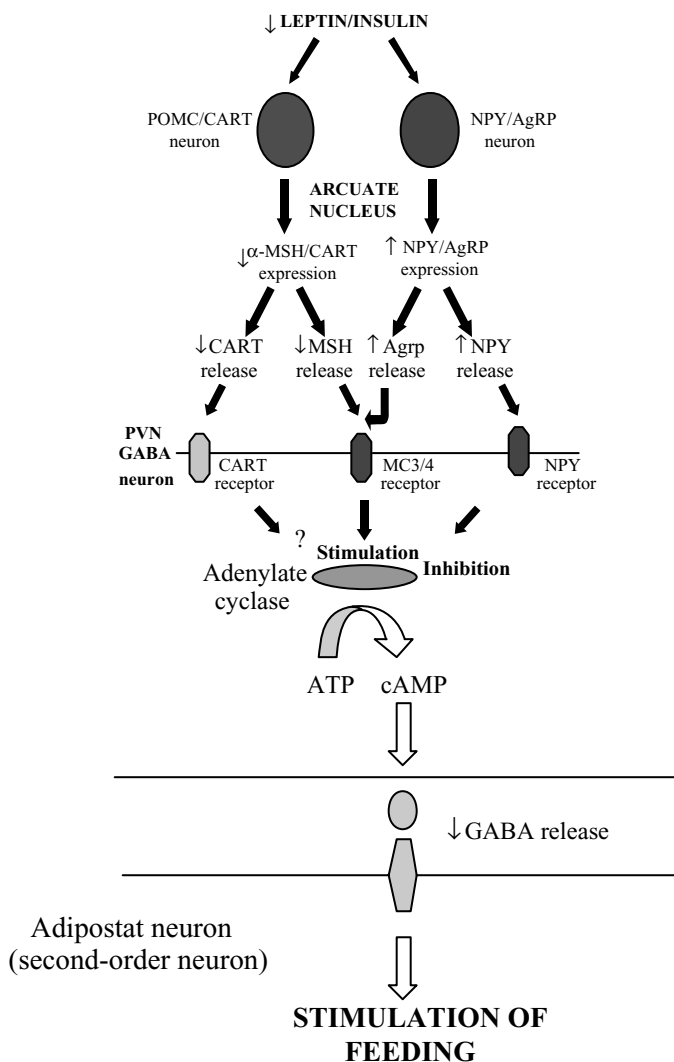 ↓ LEPTIN/INSULIN
POMC/CART
neuron
NPY/AgRP
neuron
ARCUATE
NUCLEUS
↓α-MSH/CART
expression
↑ NPY/AgRP
expression
↓CART
release
↓MSH
release
↑ Agrp
release
↑ NPY
release
PVN
GABA
neuron
CART
receptor
MC3/4
receptor
NPY
receptor
?
Stimulation
Inhibition
Adenylate
cyclase
ATP
cAMP
↓GABA release
Adipostat neuron
(second-order neuron)
STIMULATION OF
FEEDING